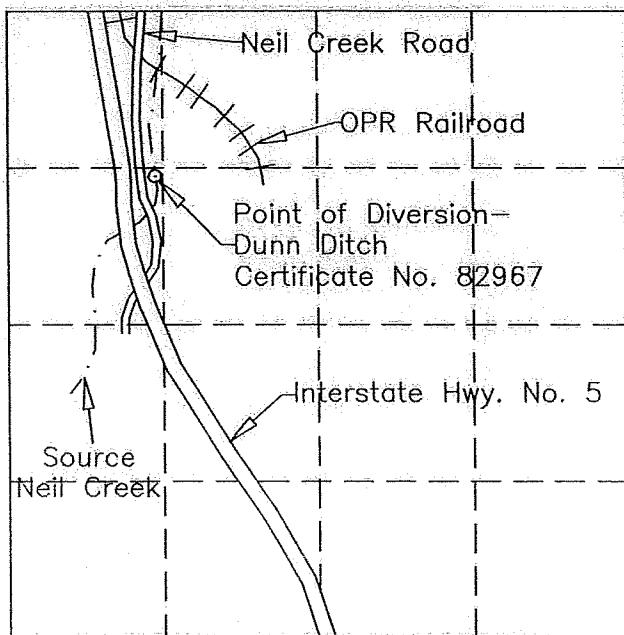 Neil Creek Road
OPR Railroad
Point of Diversion-
Dunn Ditch
Certificate No. 82967
Interstate Hwy. No. 5
Source
Neil Creek